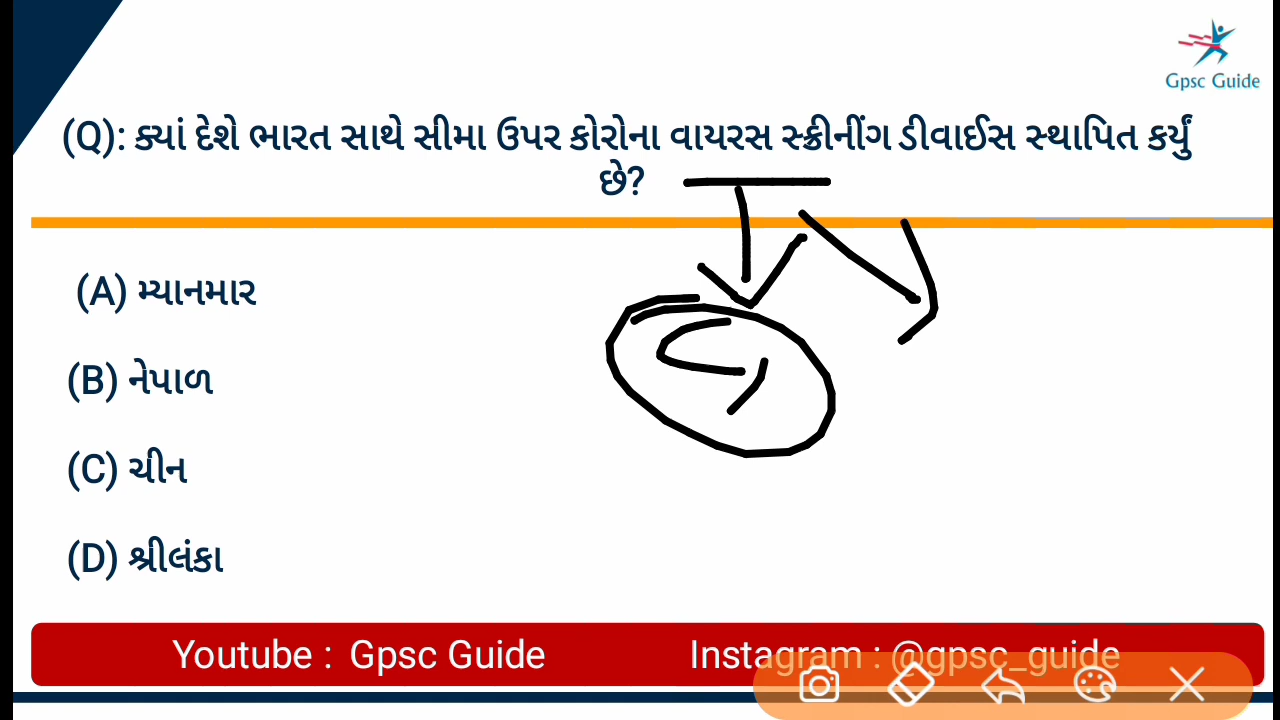 Gpsc Guide
(Q): ક્યાં દેશે ભારત સાથે સીમા ઉપર કોરોના વાયરસ સ્ક્રીનીંગ ડીવાઈસ સ્થાપિત કર્યું
છે?
(A) મ્યાનમાર
(B) નેપાળ
(C) ચીન
(D) શ્રીલંકા
Youtube : Gpsc Guide Instagram : @gpsc_guide